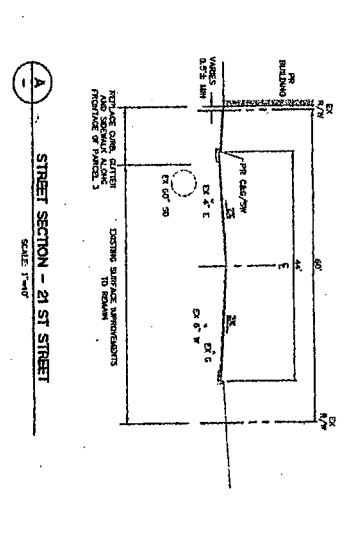 EX
R/W
PR
BUILDING
60'
44'
EX
R/W
VARIES
0.5'± MIN
PR C&G/SW
℄
2%
2%
EX 4" E
EX G
EX 6" W
EX 60" SD
REPLACE CURB, GUTTER
AND SIDEWALK ALONG
FRONTAGE OF PARCEL 3
EXISTING SURFACE IMPROVEMENTS
TO REMAIN
A
-
STREET SECTION - 21 ST STREET
SCALE: 1"=10'